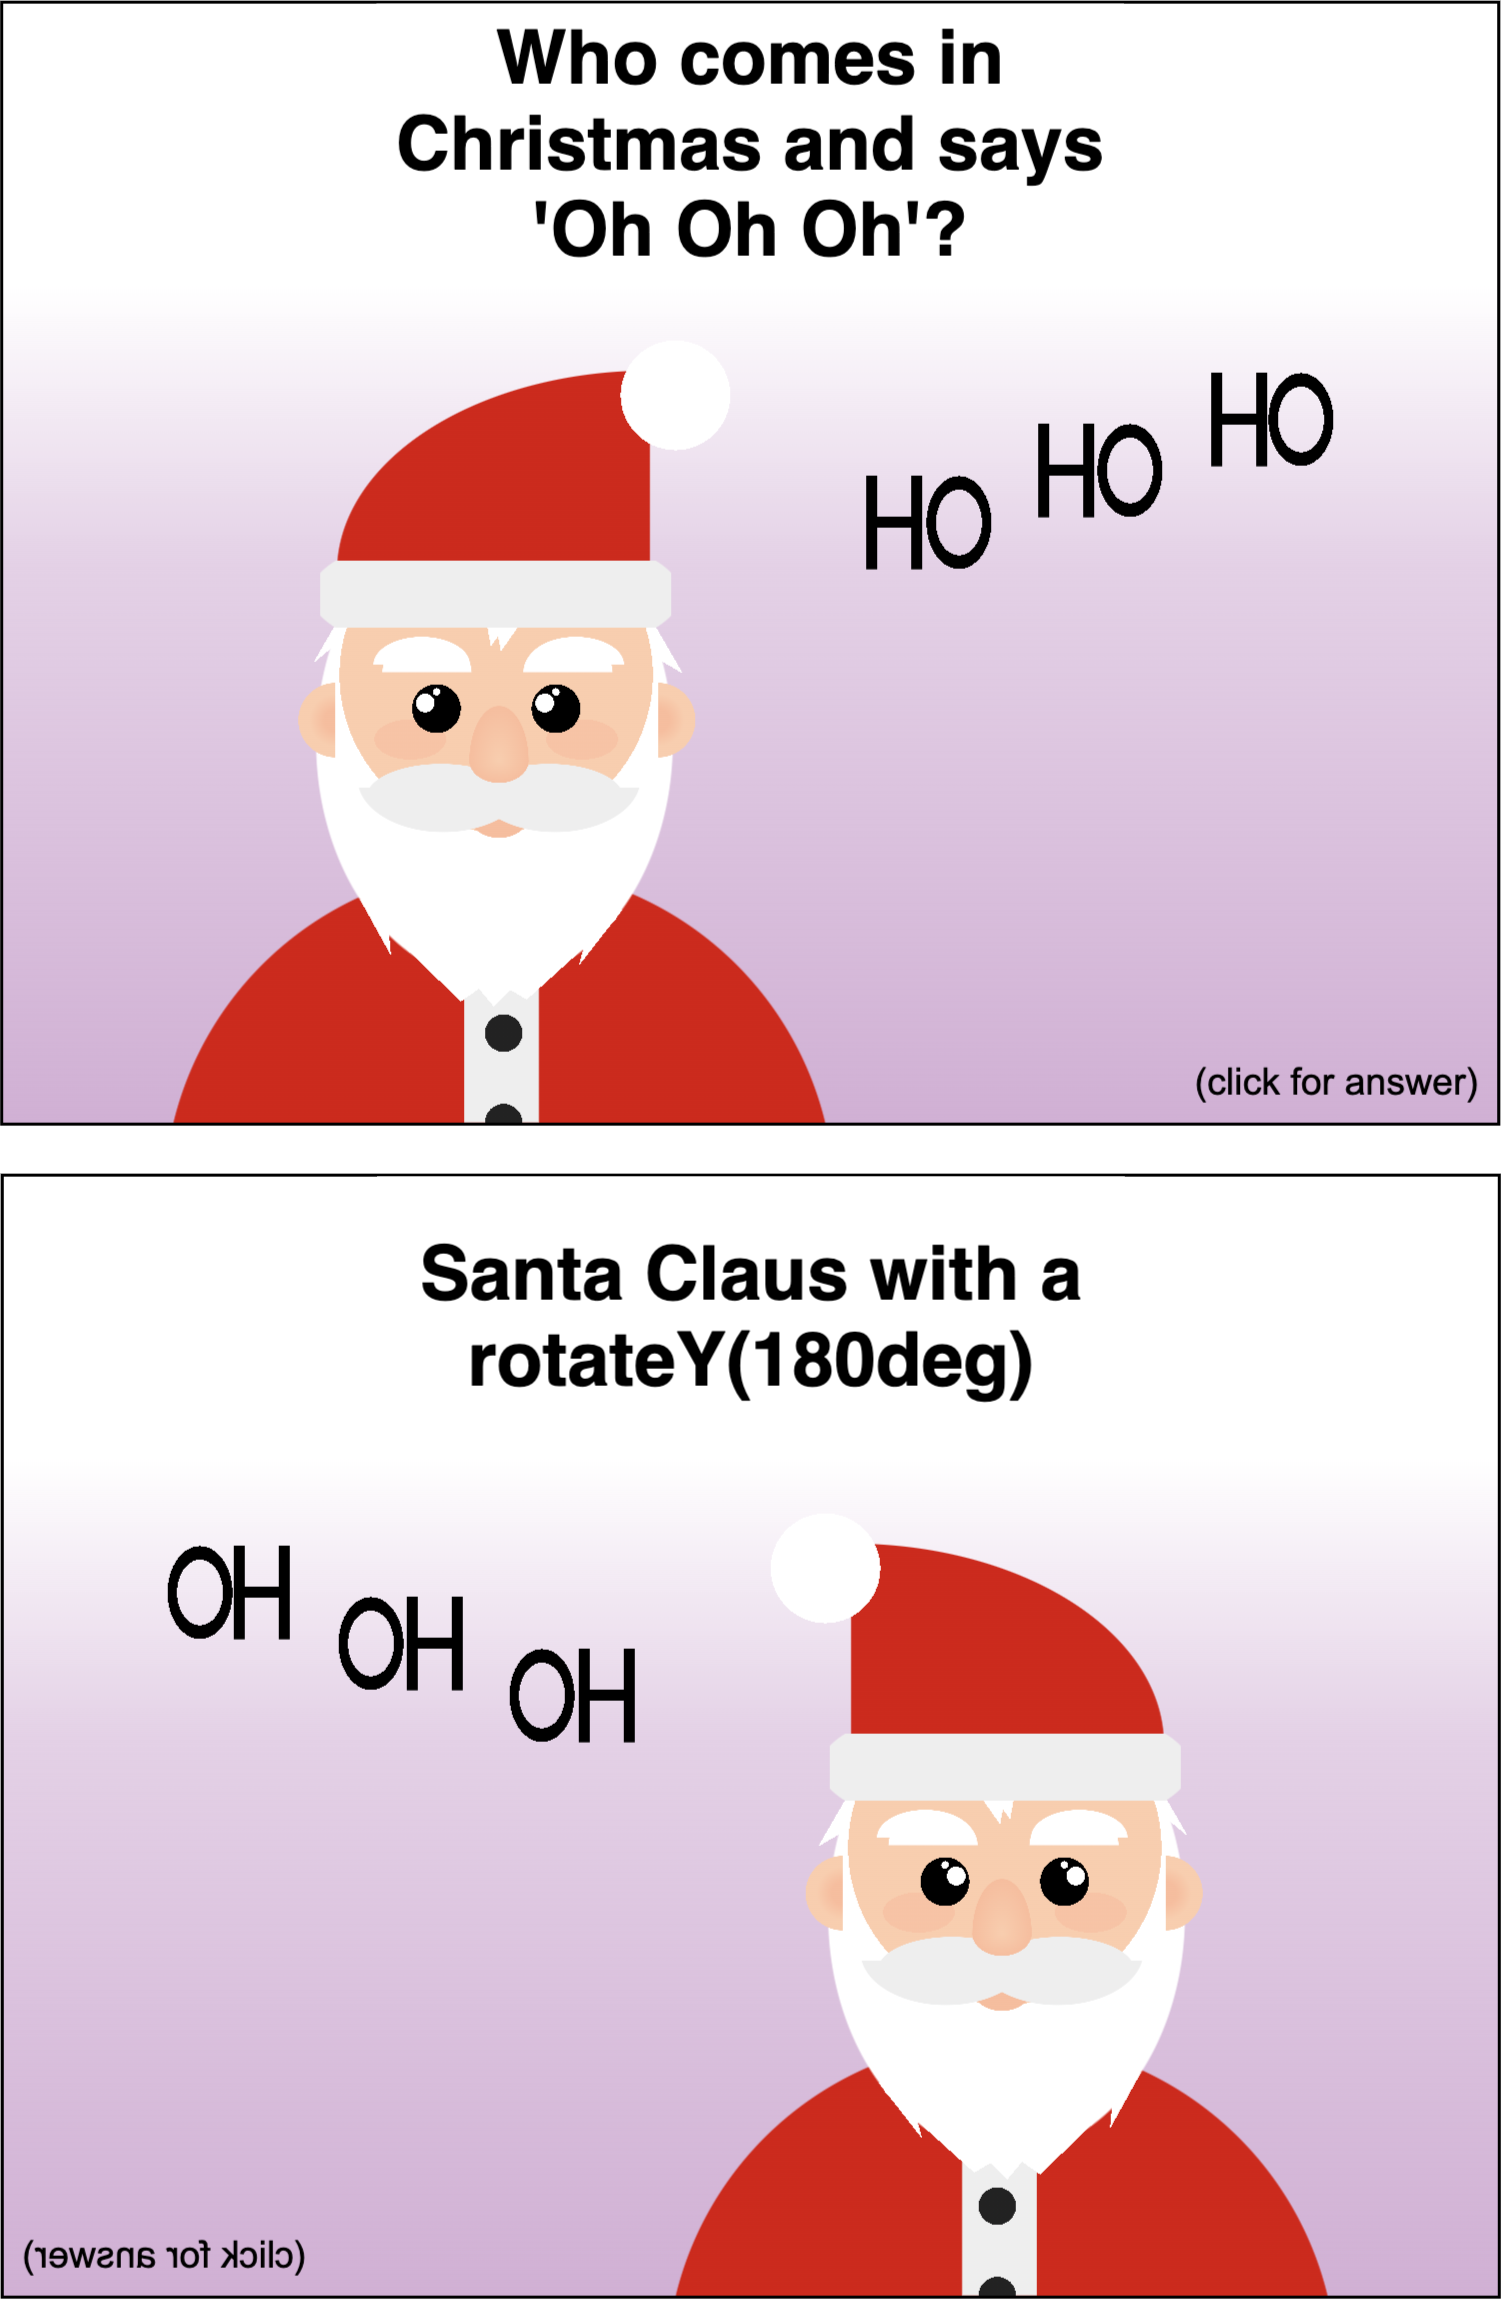 Who comes in
Christmas and says
'Oh Oh Oh'?
HO HO HO
(click for answer)
Santa Claus with a
rotateY(180deg)
OH OH OH
(click for answer)